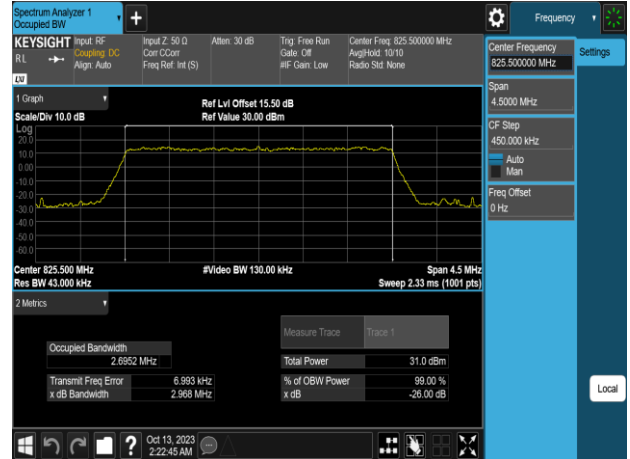 Spectrum Analyzer 1
Occupied BW
+
Frequency
KEYSIGHT
Input: RF
Input Z: 50 Ω
Atten: 30 dB
Trig: Free Run
Center Freq: 825.500000 MHz
RL
Coupling: DC
Corr CCorr
Gate: Off
Avg|Hold: 10/10
Align: Auto
Freq Ref: Int (S)
#IF Gain: Low
Radio Std: None
LXI
Center Frequency
825.500000 MHz
Settings
Span
4.5000 MHz
CF Step
450.000 kHz
Auto
Man
Freq Offset
0 Hz
1 Graph
Ref Lvl Offset 15.50 dB
Scale/Div 10.0 dB
Ref Value 30.00 dBm
Log
20.0
10.0
0.00
-10.0
-20.0
-30.0
-40.0
-50.0
-60.0
Center 825.500 MHz
#Video BW 130.00 kHz
Span 4.5 MHz
Res BW 43.000 kHz
Sweep 2.33 ms (1001 pts)
2 Metrics
Measure Trace
Trace 1
Occupied Bandwidth
2.6952 MHz
Total Power
31.0 dBm
Transmit Freq Error
6.993 kHz
% of OBW Power
99.00 %
x dB Bandwidth
2.968 MHz
x dB
-26.00 dB
Local
?
Oct 13, 2023
2:22:45 AM